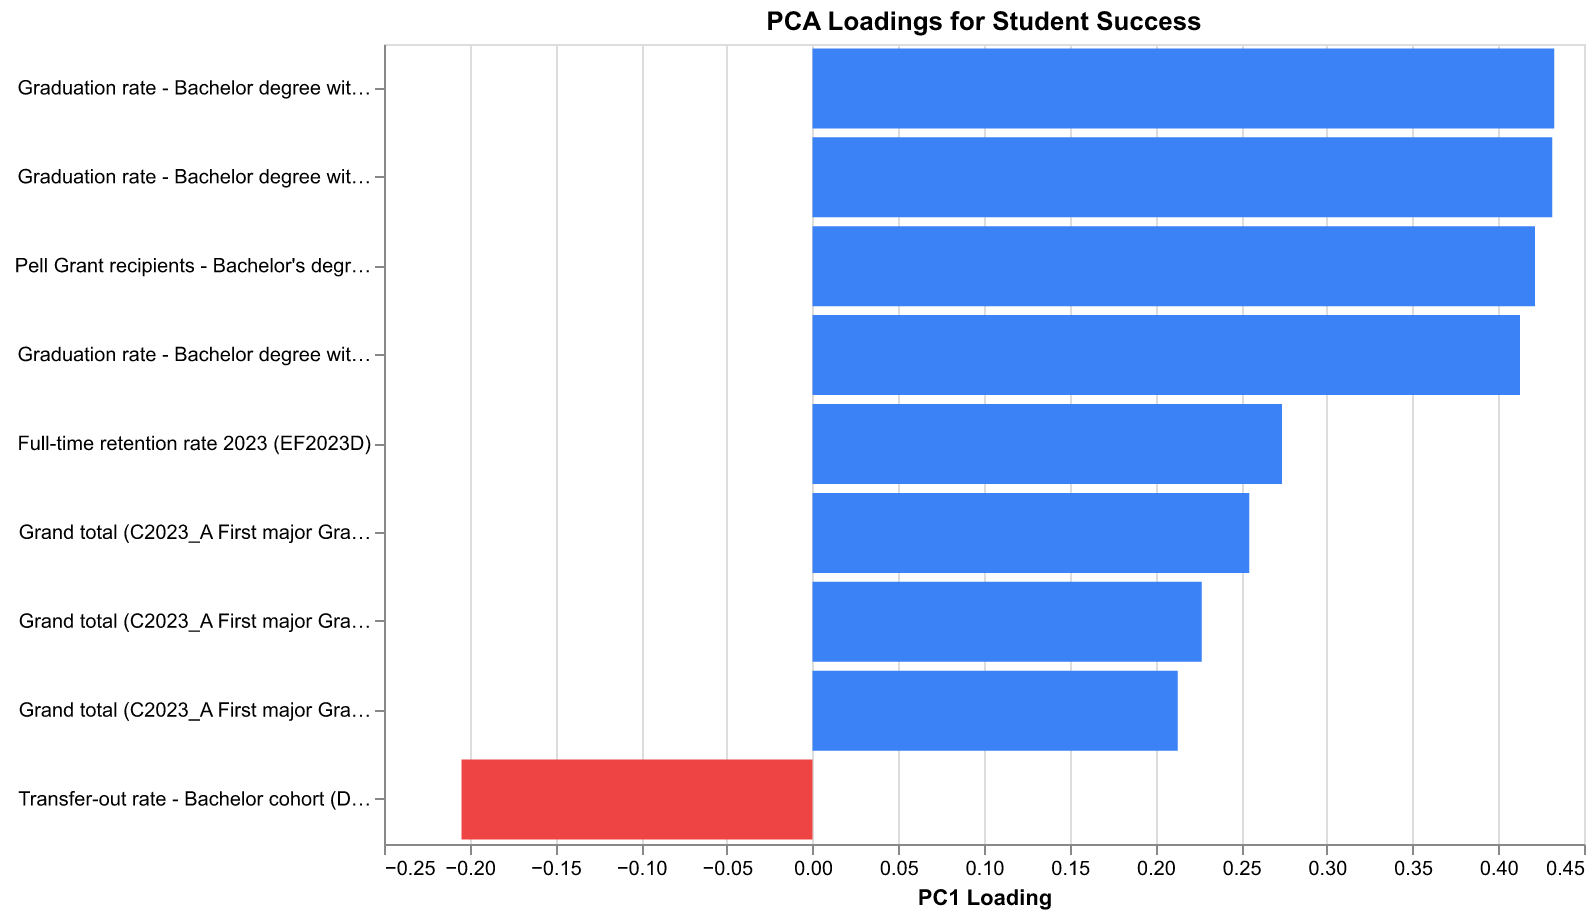 PCA Loadings for Student Success
Graduation rate - Bachelor degree wit…
Graduation rate - Bachelor degree wit…
Pell Grant recipients - Bachelor's degr…
Graduation rate - Bachelor degree wit…
Full-time retention rate 2023 (EF2023D)
Grand total (C2023_A First major Gra…
Grand total (C2023_A First major Gra…
Grand total (C2023_A First major Gra…
Transfer-out rate - Bachelor cohort (D…
−0.25 −0.20 −0.15 −0.10 −0.05 0.00 0.05 0.10 0.15 0.20 0.25 0.30 0.35 0.40 0.45
PC1 Loading